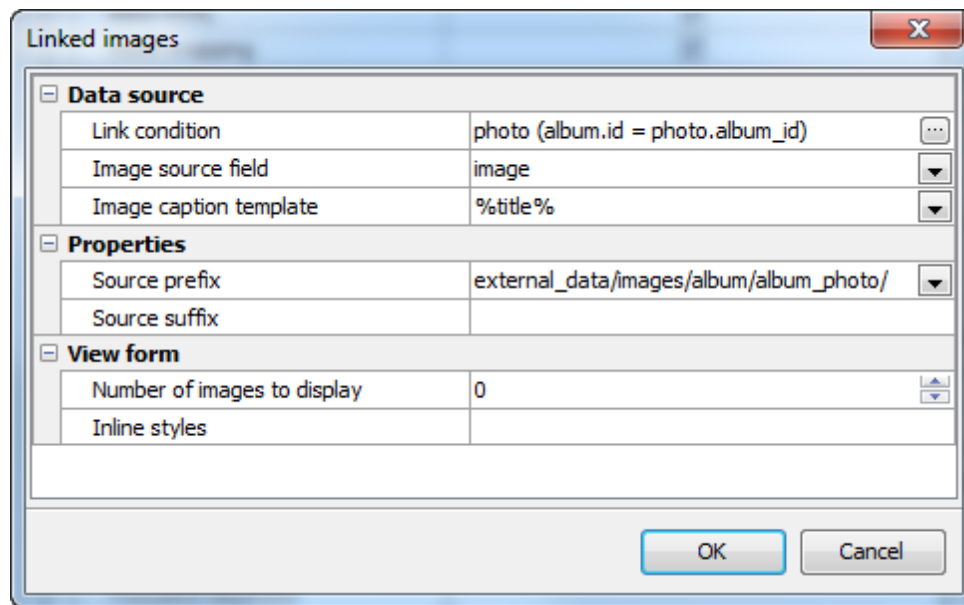 Linked images
Data source
Link condition photo (album.id = photo.album_id)
Image source field image
Image caption template %title%
Properties
Source prefix external_data/images/album/album_photo/
Source suffix
View form
Number of images to display 0
Inline styles
OK Cancel